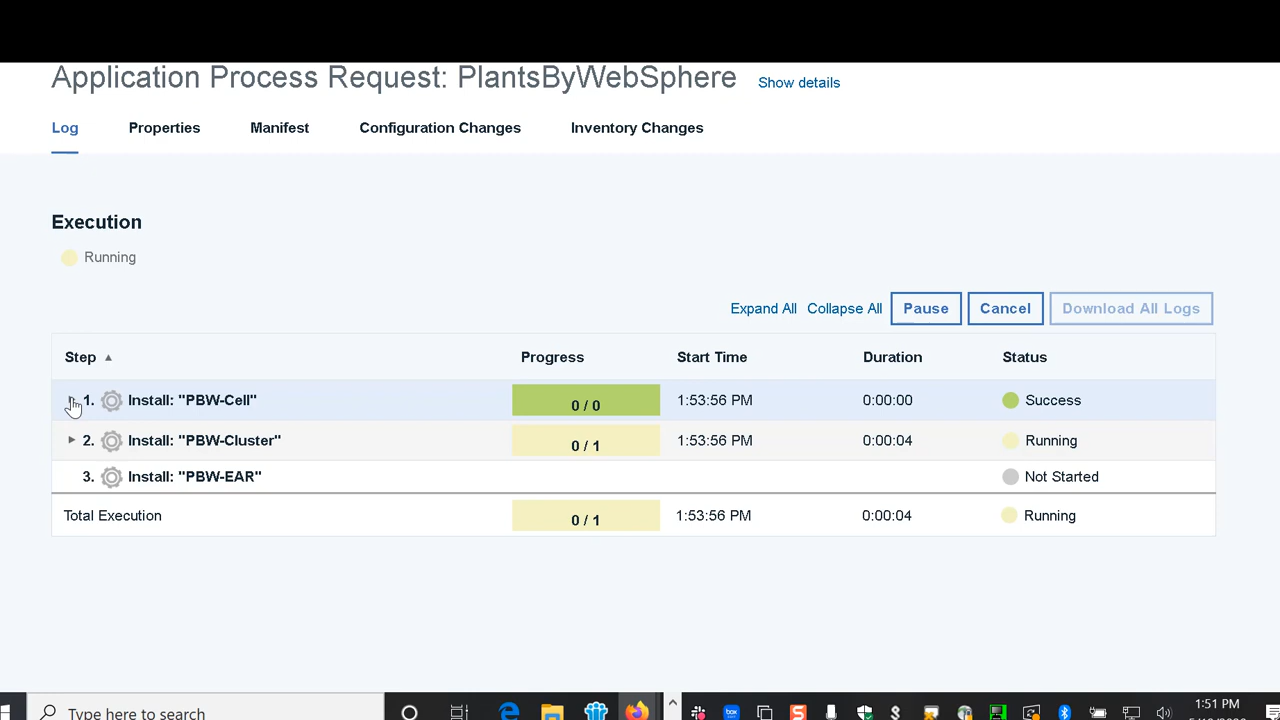 Application Process Request: PlantsByWebSphere Show details
Log Properties Manifest Configuration Changes Inventory Changes
Execution
Running
Expand All Collapse All Pause Cancel Download All Logs
Step ▲ Progress Start Time Duration Status
1. Install: "PBW-Cell" 0 / 0 1:53:56 PM 0:00:00 Success
2. Install: "PBW-Cluster" 0 / 1 1:53:56 PM 0:00:04 Running
3. Install: "PBW-EAR" Not Started
Total Execution 0 / 1 1:53:56 PM 0:00:04 Running
Type here to search
1:51 PM